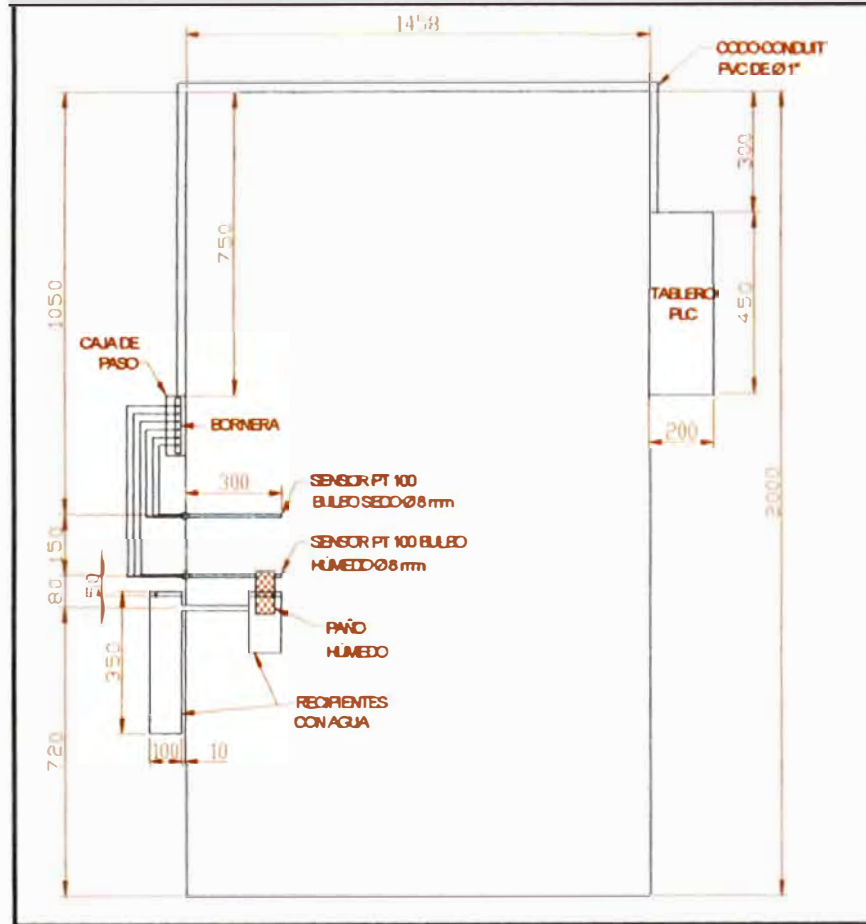 1458
CODO CONDUIT
PVC DE Ø 1"
300
750
1050
TABLERO
PLC
450
CAJA DE
PASO
BORNERA
200
300
SENSOR PT 100
BULBO SECO Ø 8 mm
2000
150
SENSOR PT 100 BULBO
HÚMEDO Ø 8 mm
80
50
PAÑO
HÚMEDO
350
RECIPIENTES
CON AGUA
720
100
10